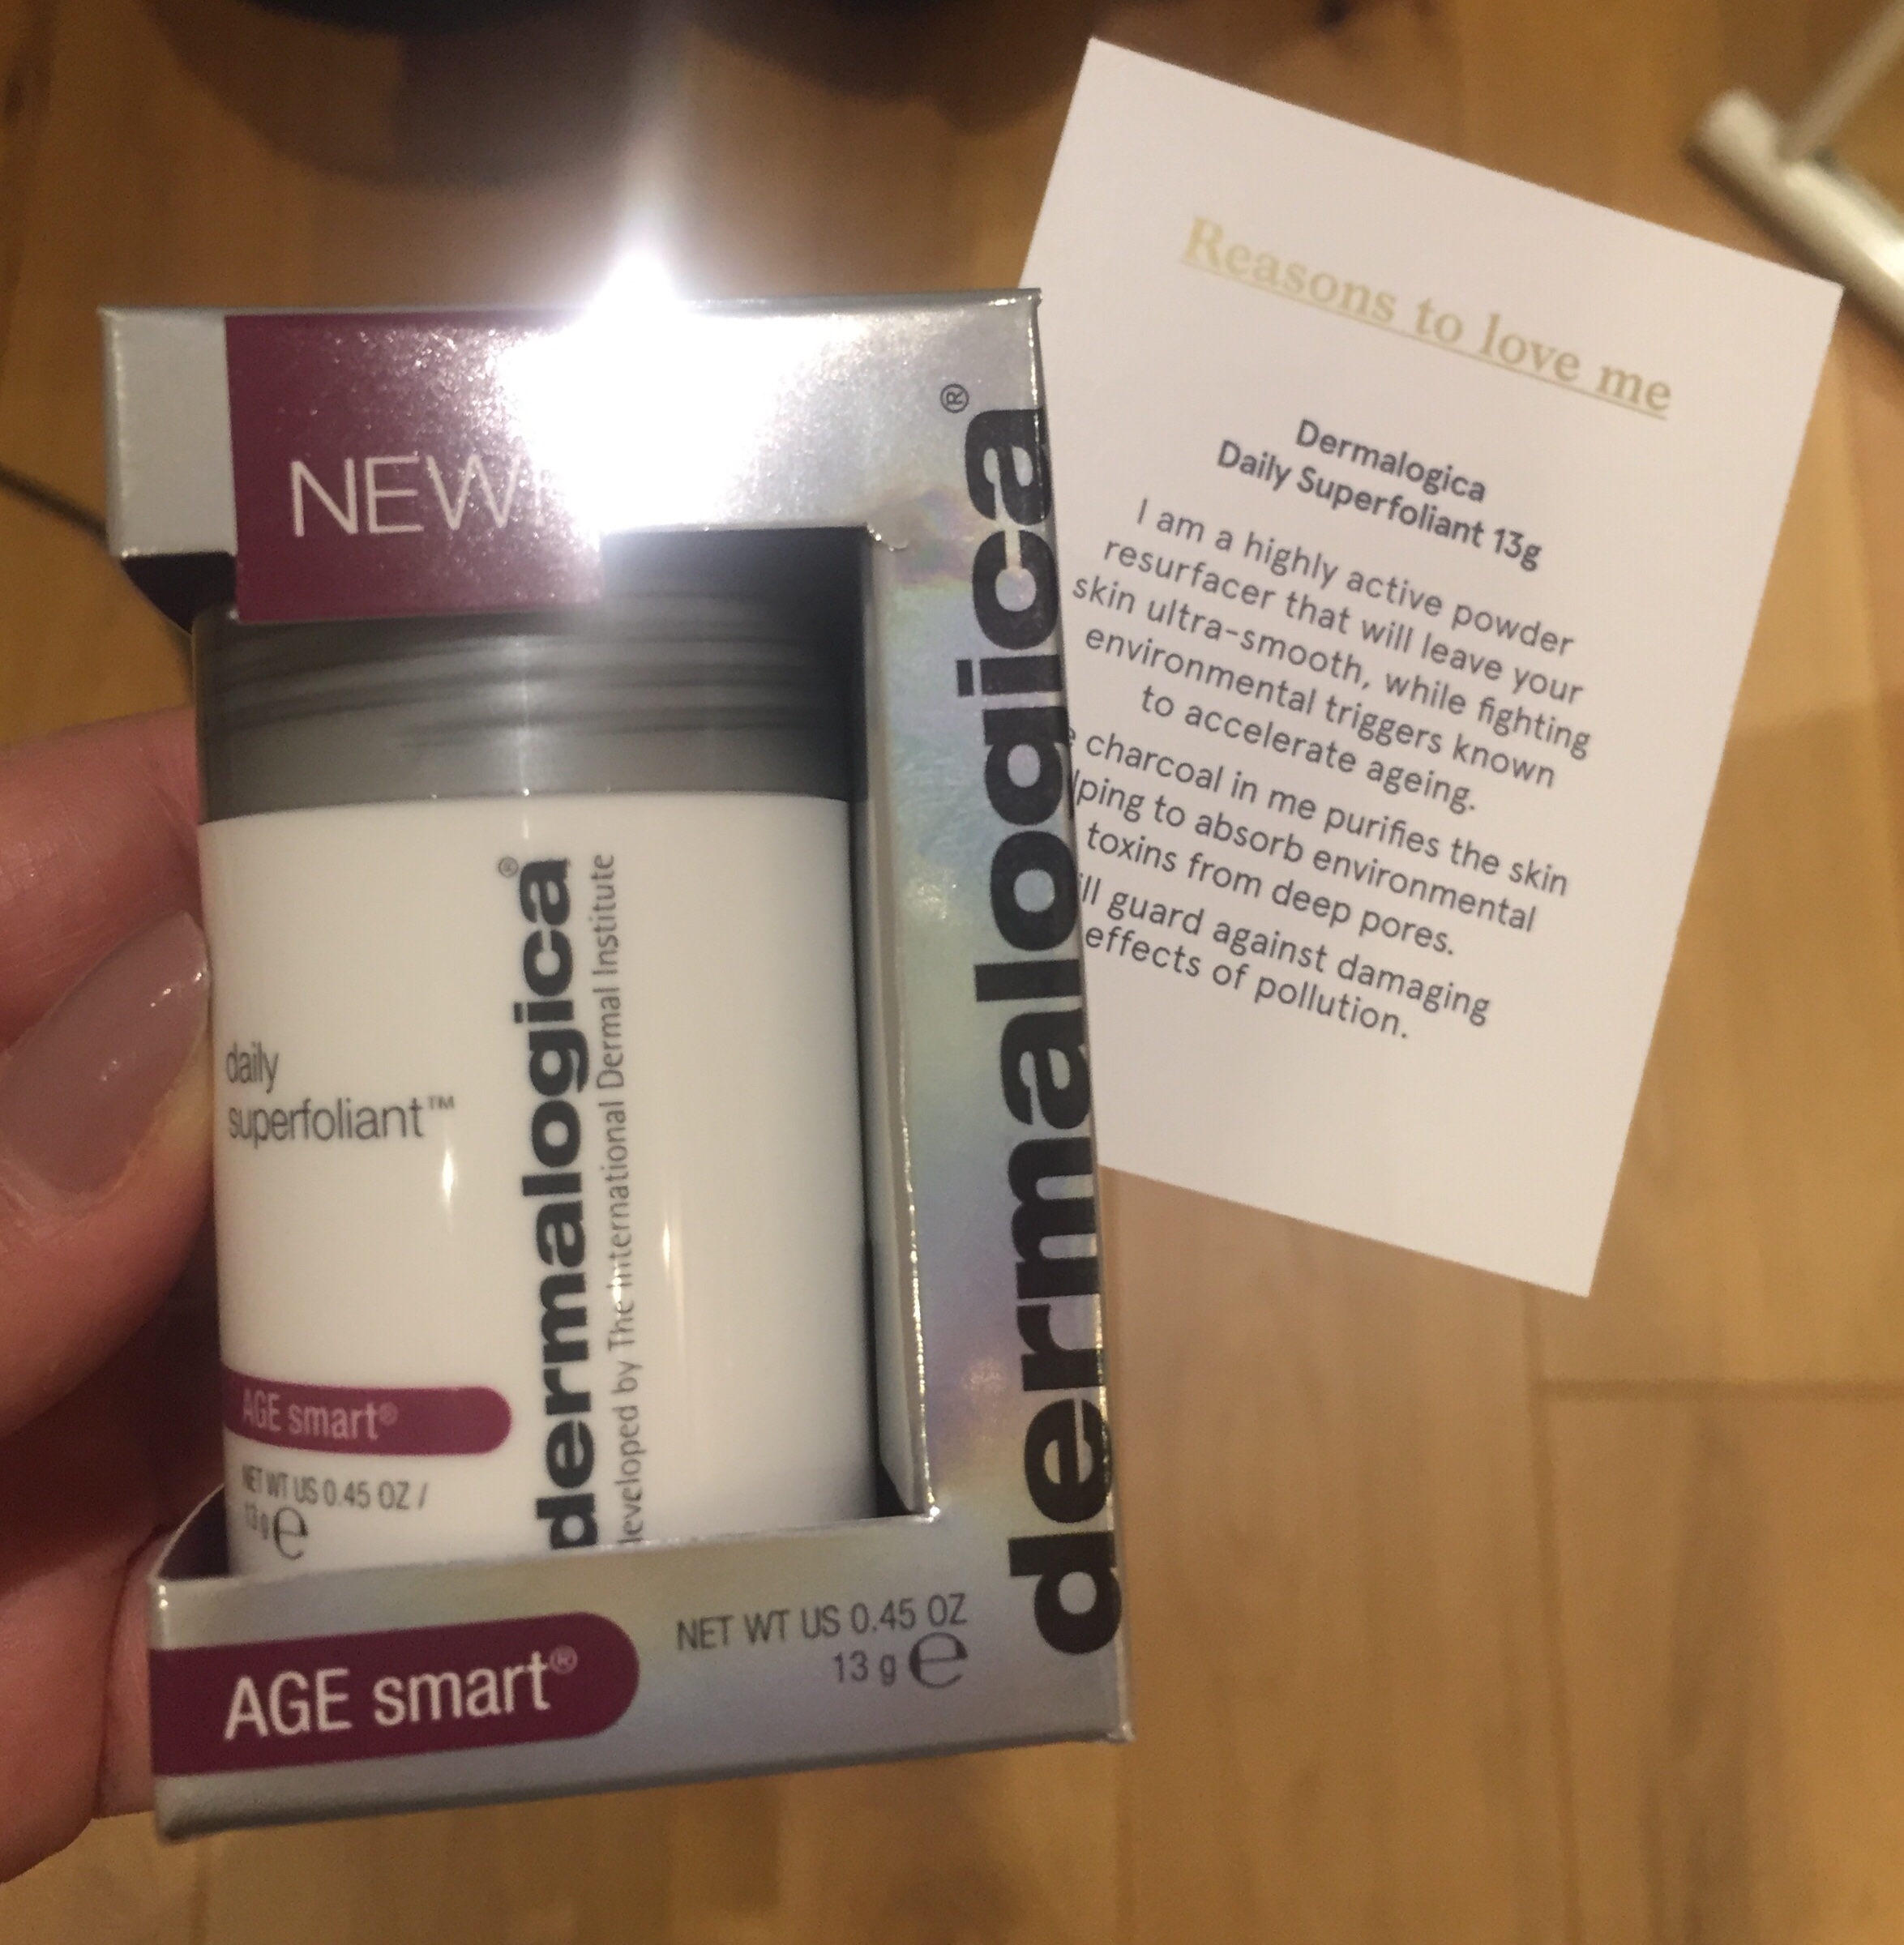 NEW
dermalogica®
daily
superfoliant™
dermalogica®
developed by The International Dermal Institute
AGE smart®
NET WT US 0.45 OZ /
13 g e
AGE smart®
NET WT US 0.45 OZ
13 g e
Reasons to love me
Dermalogica
Daily Superfoliant 13g
I am a highly active powder
resurfacer that will leave your
skin ultra-smooth, while fighting
environmental triggers known
to accelerate ageing.
charcoal in me purifies the skin
to absorb environmental
toxins from deep pores.
guard against damaging
effects of pollution.